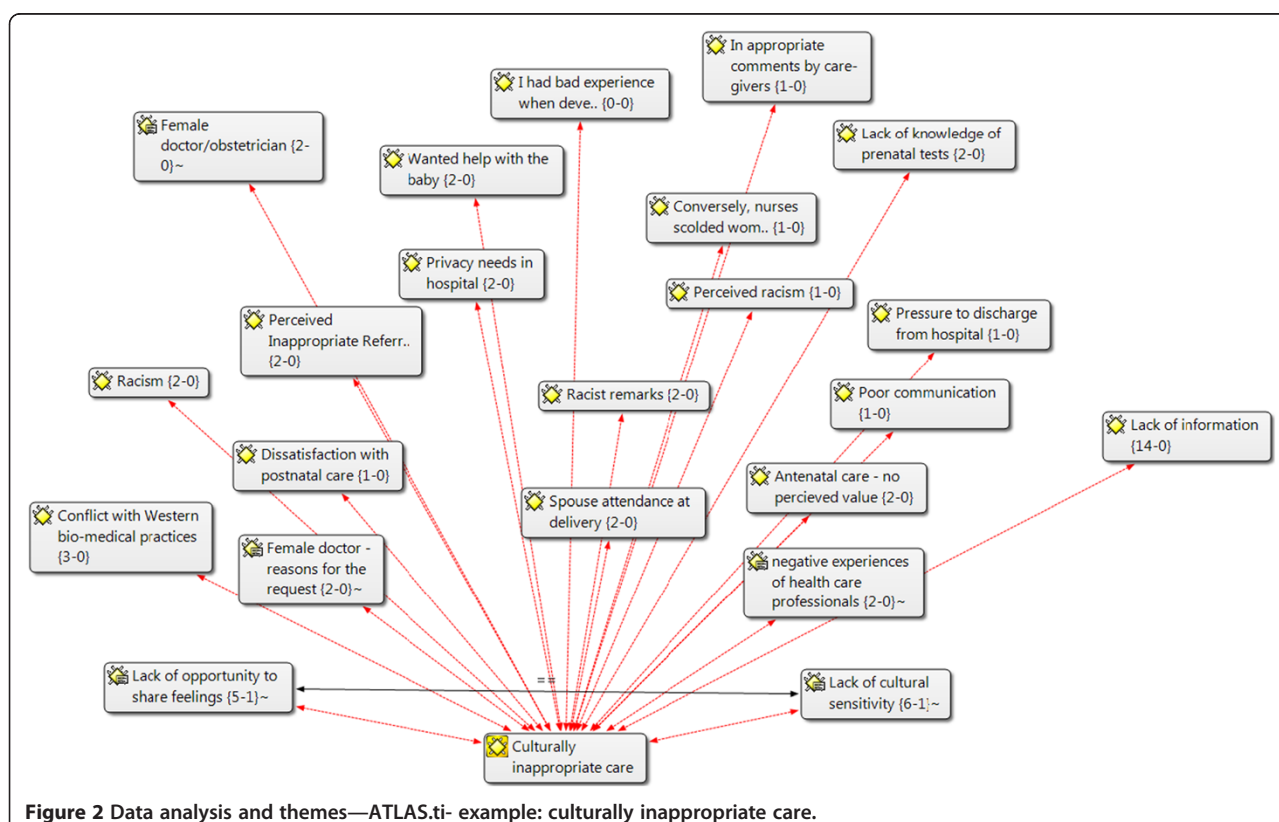 In appropriate
comments by care-
givers {1-0}
I had bad experience
when deve.. {0-0}
Female
doctor/obstetrician {2-
0}~
Lack of knowledge of
prenatal tests {2-0}
Wanted help with the
baby {2-0}
Conversely, nurses
scolded wom.. {1-0}
Privacy needs in
hospital {2-0}
Perceived racism {1-0}
Perceived
Inappropriate Referr..
{2-0}
Pressure to discharge
from hospital {1-0}
Racism {2-0}
Racist remarks {2-0}
Poor communication
{1-0}
Lack of information
{14-0}
Dissatisfaction with
postnatal care {1-0}
Antenatal care - no
percieved value {2-0}
Spouse attendance at
delivery {2-0}
Conflict with Western
bio-medical practices
{3-0}
Female doctor -
reasons for the
request {2-0}~
negative experiences
of health care
professionals {2-0}~
Lack of opportunity to
share feelings {5-1}~
==
Lack of cultural
sensitivity {6-1}~
Culturally
inappropriate care
Figure 2 Data analysis and themes—ATLAS.ti- example: culturally inappropriate care.